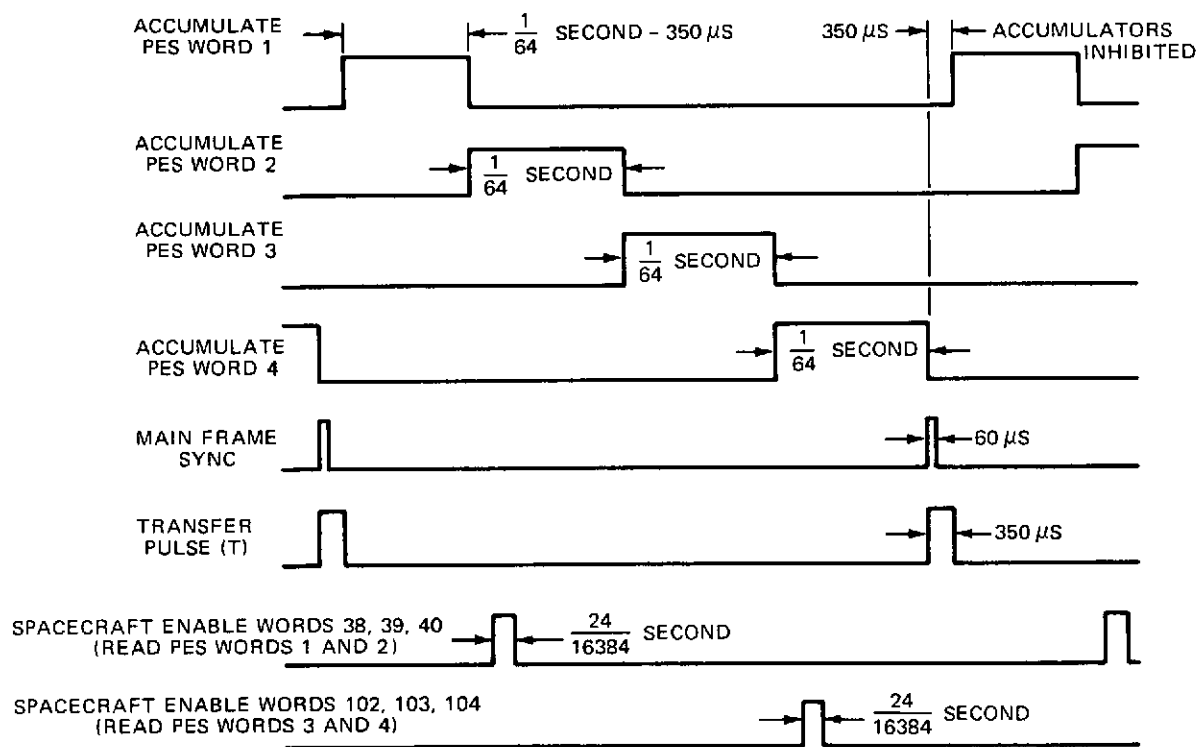 ACCUMULATE
PES WORD 1
1/64 SECOND – 350 µS
350 µS
ACCUMULATORS
INHIBITED
ACCUMULATE
PES WORD 2
1/64 SECOND
ACCUMULATE
PES WORD 3
1/64 SECOND
ACCUMULATE
PES WORD 4
1/64 SECOND
MAIN FRAME
SYNC
60 µS
TRANSFER
PULSE (T)
350 µS
SPACECRAFT ENABLE WORDS 38, 39, 40
(READ PES WORDS 1 AND 2)
24/16384 SECOND
SPACECRAFT ENABLE WORDS 102, 103, 104
(READ PES WORDS 3 AND 4)
24/16384 SECOND